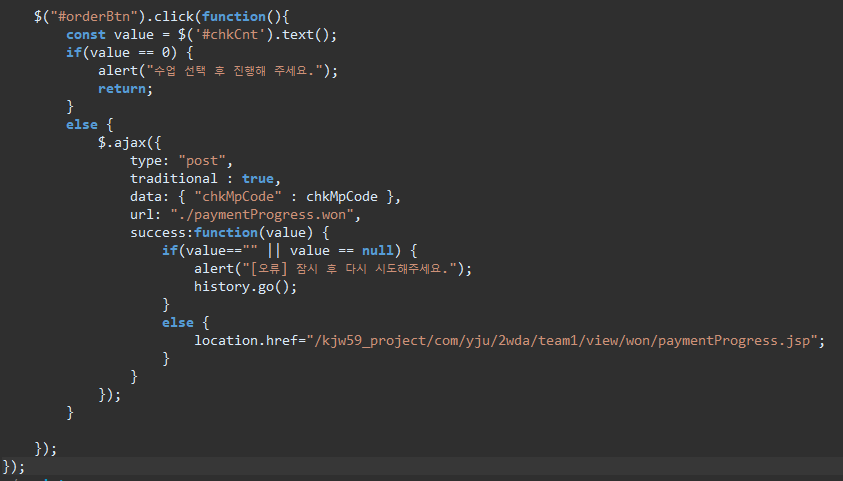 $("#orderBtn").click(function(){
const value = $('#chkCnt').text();
if(value == 0) {
alert("수업 선택 후 진행해 주세요.");
return;
}
else {
$.ajax({
type: "post",
traditional : true,
data: { "chkMpCode" : chkMpCode },
url: "./paymentProgress.won",
success:function(value) {
if(value=="" || value == null) {
alert("[오류] 잠시 후 다시 시도해주세요.");
history.go();
}
else {
location.href="/kjw59_project/com/yju/2wda/team1/view/won/paymentProgress.jsp";
}
}
});
}
});
});